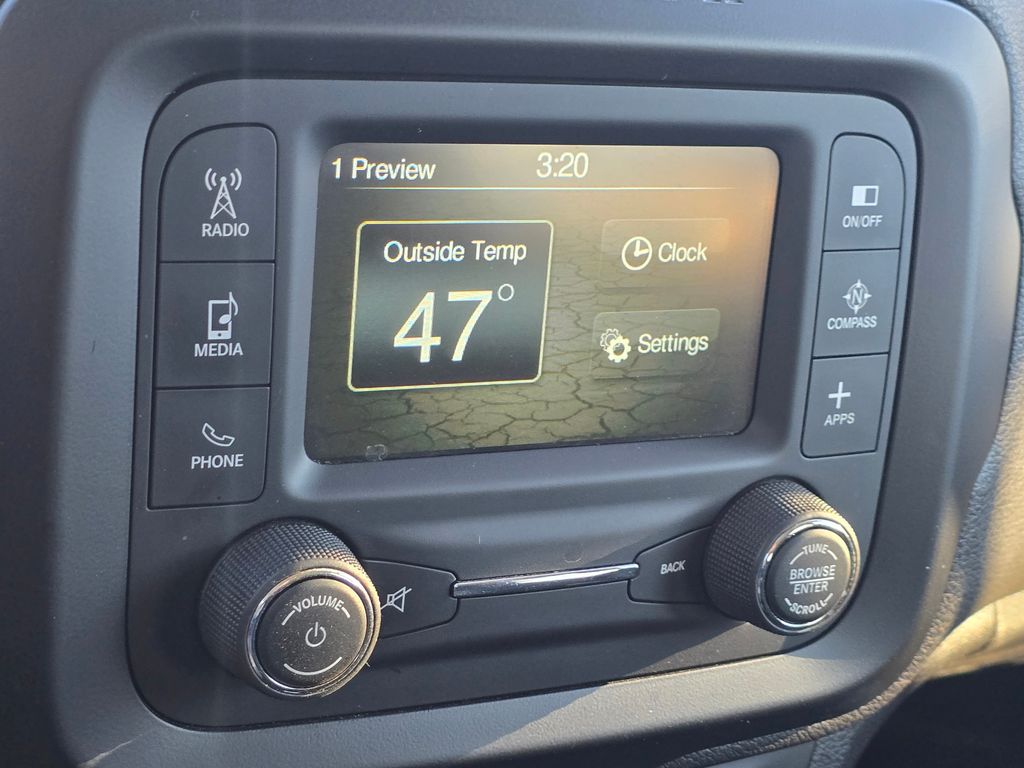 1 Preview 3:20
Outside Temp
47°
Clock
Settings
RADIO
MEDIA
PHONE
ON/OFF
N
COMPASS
APPS
VOLUME
BACK
TUNE
BROWSE
ENTER
SCROLL